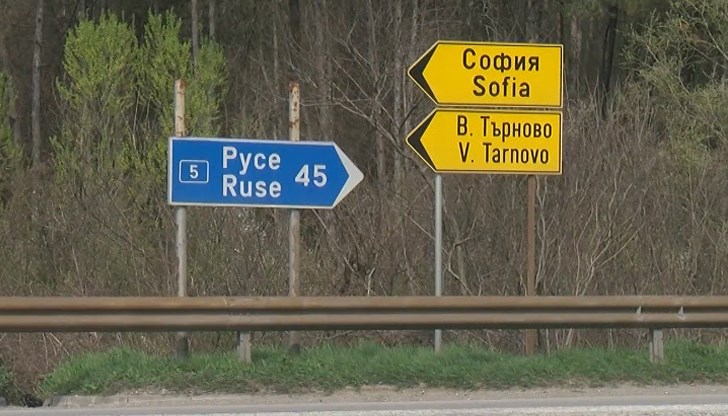 5
Русе
Ruse
45
София
Sofia
В. Търново
V. Tarnovo